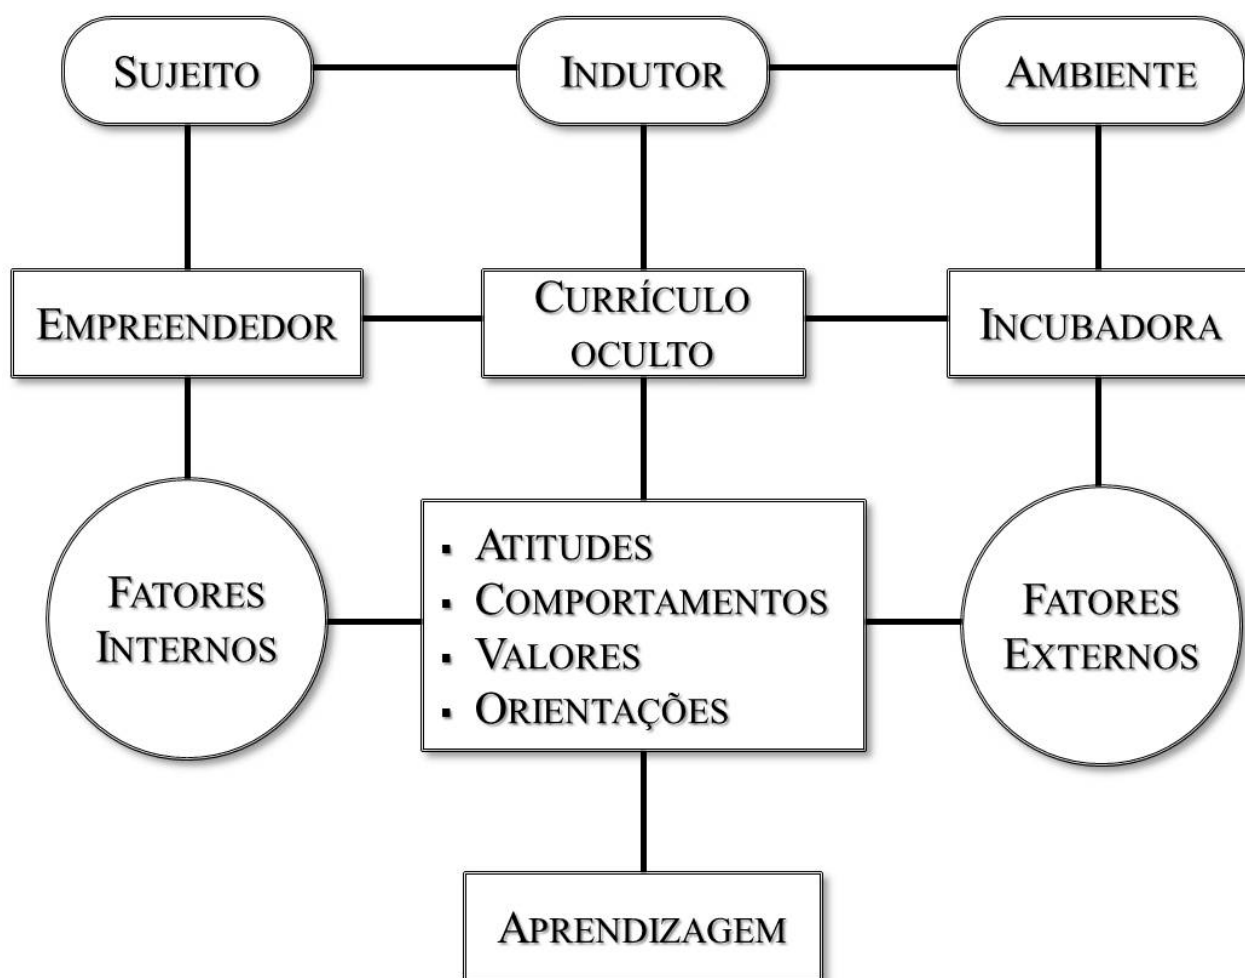 SUJEITO
INDUTOR
AMBIENTE
EMPREENDEDOR
CURRÍCULO
OCULTO
INCUBADORA
FATORES
INTERNOS
▪ ATITUDES
▪ COMPORTAMENTOS
▪ VALORES
▪ ORIENTAÇÕES
FATORES
EXTERNOS
APRENDIZAGEM